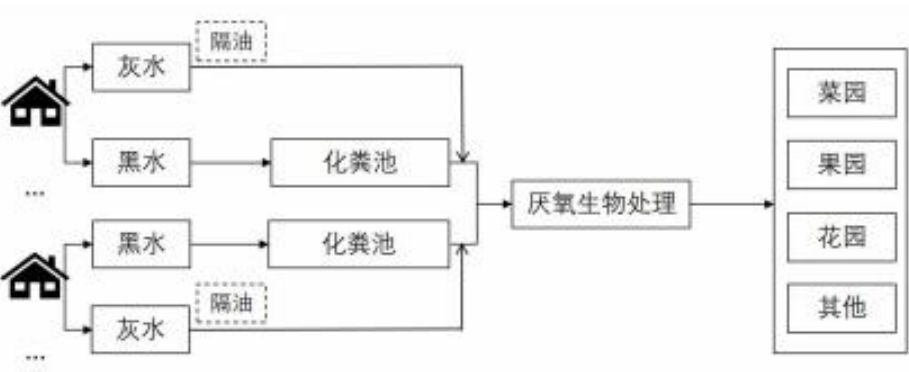 隔油
灰水
黑水
化粪池
...
黑水
化粪池
隔油
灰水
...
厌氧生物处理
菜园
果园
花园
其他